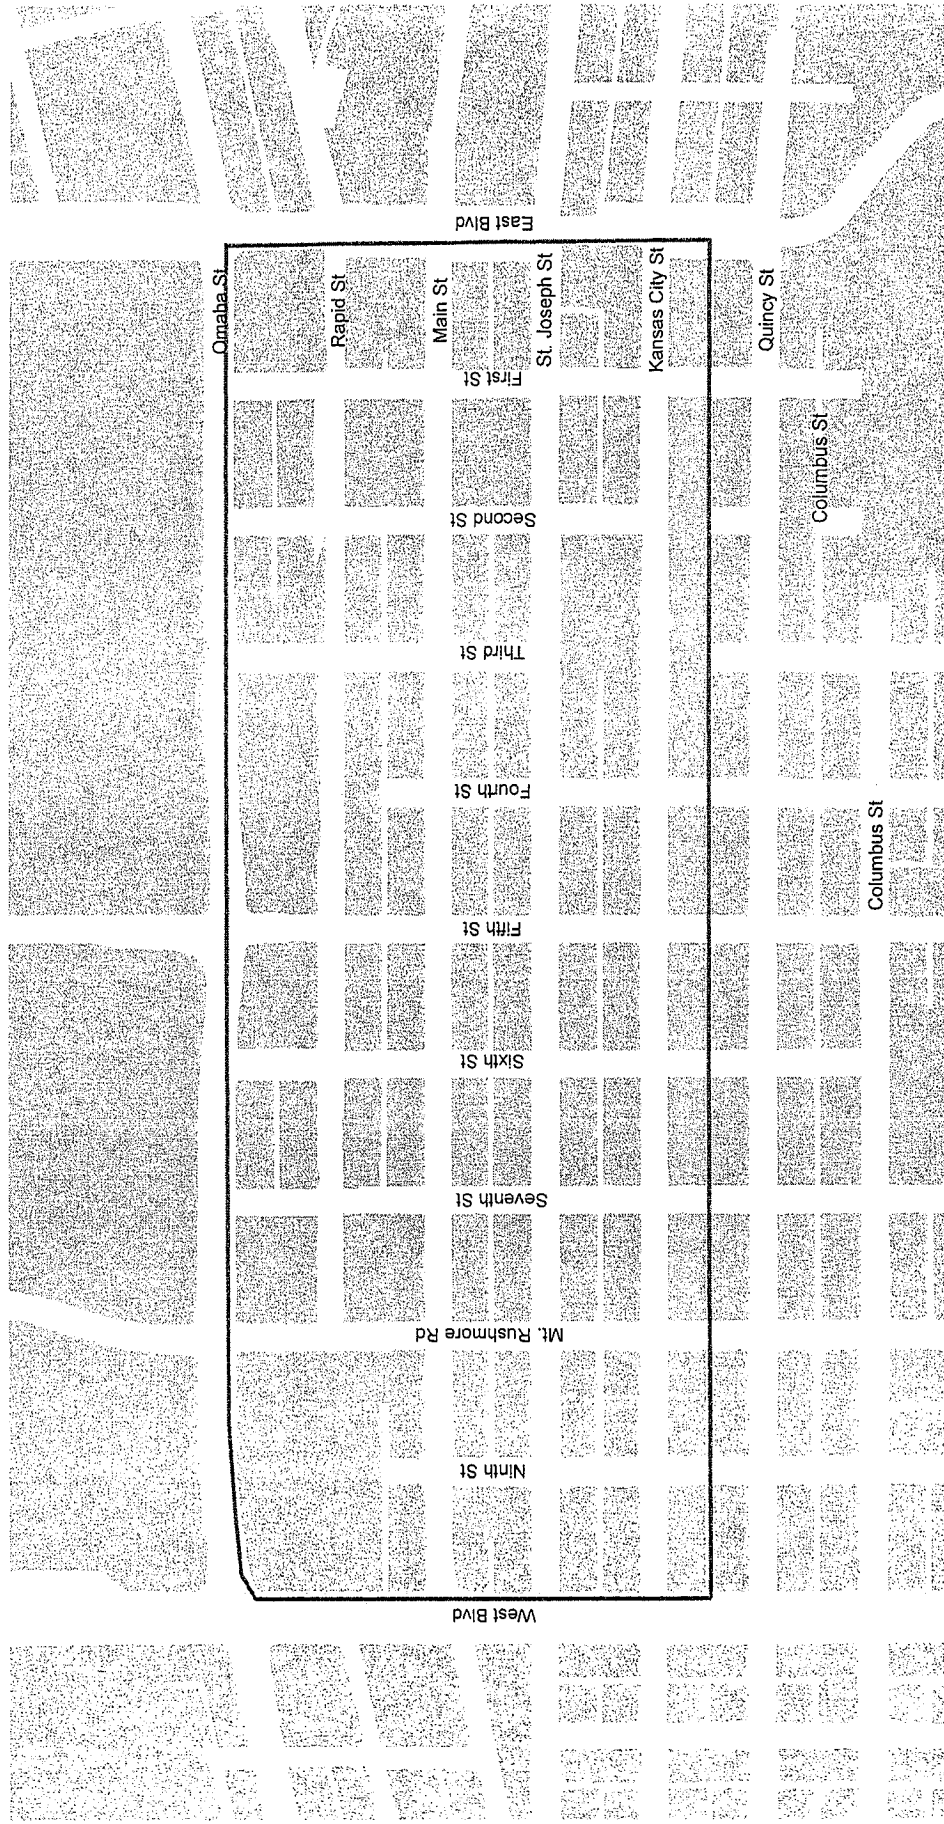 East Blvd
Omaha St
Rapid St
Main St
St. Joseph St
Kansas City St
Quincy St
First St
Columbus St
Second St
Third St
Fourth St
Columbus St
Fifth St
Sixth St
Seventh St
Mt. Rushmore Rd
Ninth St
West Blvd